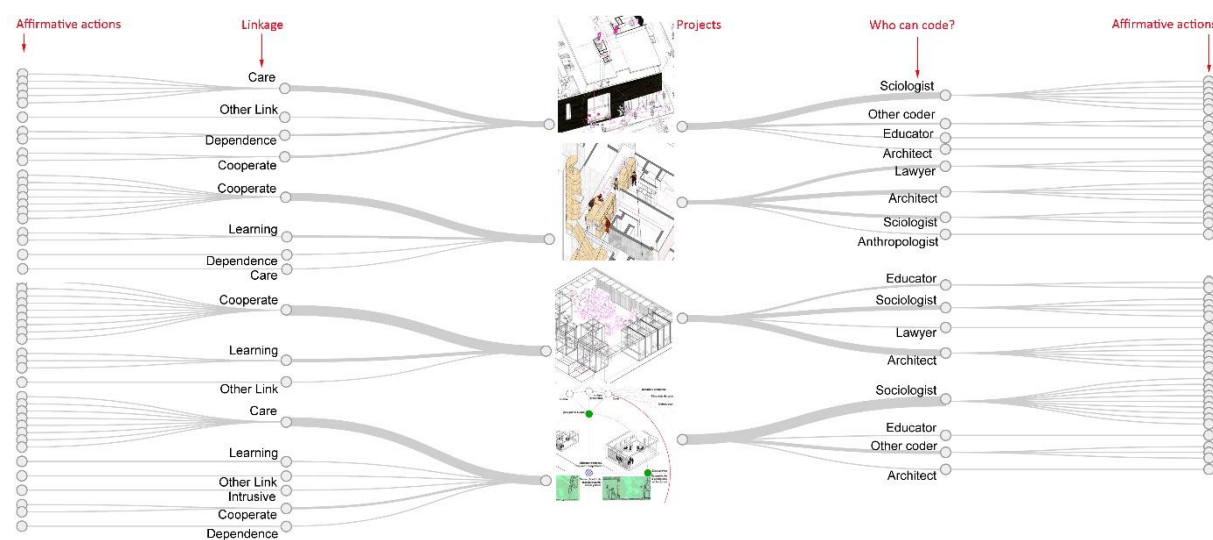 Affirmative actions
Linkage
Projects
Who can code?
Affirmative actions
Care
Other Link
Dependence
Cooperate
Cooperate
Learning
Dependence
Care
Cooperate
Learning
Other Link
Care
Learning
Other Link
Intrusive
Cooperate
Dependence
Sciologist
Other coder
Educator
Architect
Lawyer
Architect
Sciologist
Anthropologist
Educator
Sociologist
Lawyer
Architect
Sociologist
Educator
Other coder
Architect